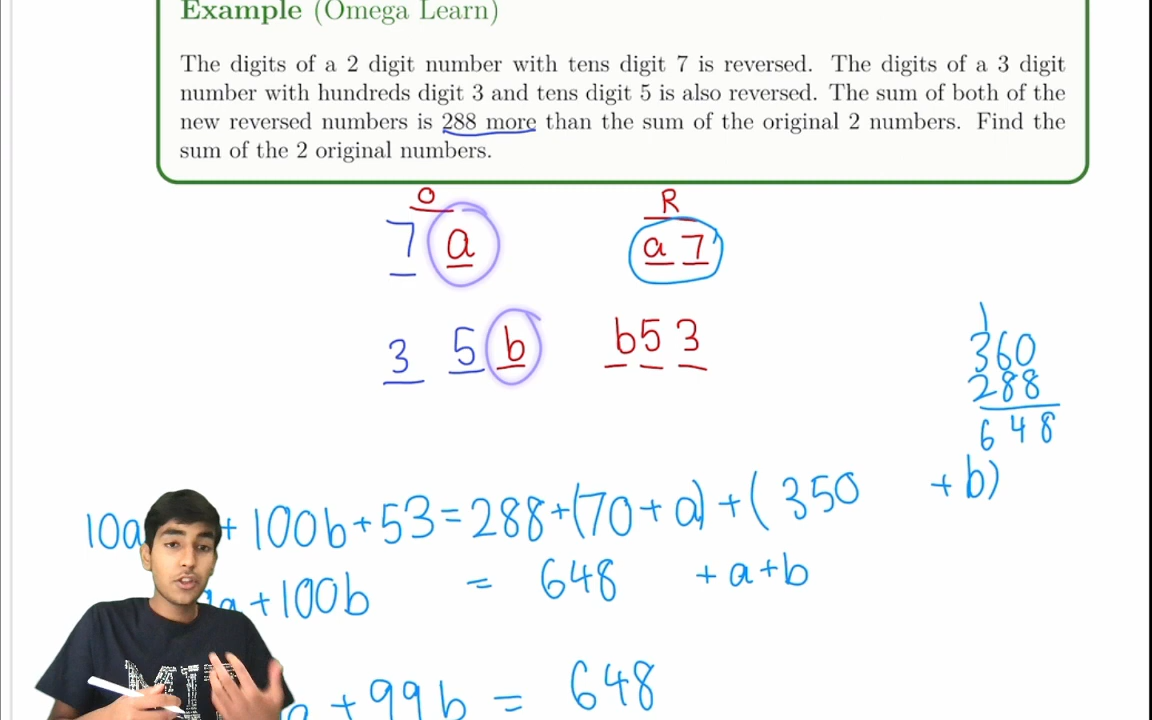 Example (Omega Learn)
The digits of a 2 digit number with tens digit 7 is reversed. The digits of a 3 digit
number with hundreds digit 3 and tens digit 5 is also reversed. The sum of both of the
new reversed numbers is 288 more than the sum of the original 2 numbers. Find the
sum of the 2 original numbers.
O R
7 a a 7
3 5 b b 5 3
1
360
288
648
10a + 100b + 53 = 288 + (70 + a) + (350 + b)
a + 100b = 648 + a + b
+ 99b = 648